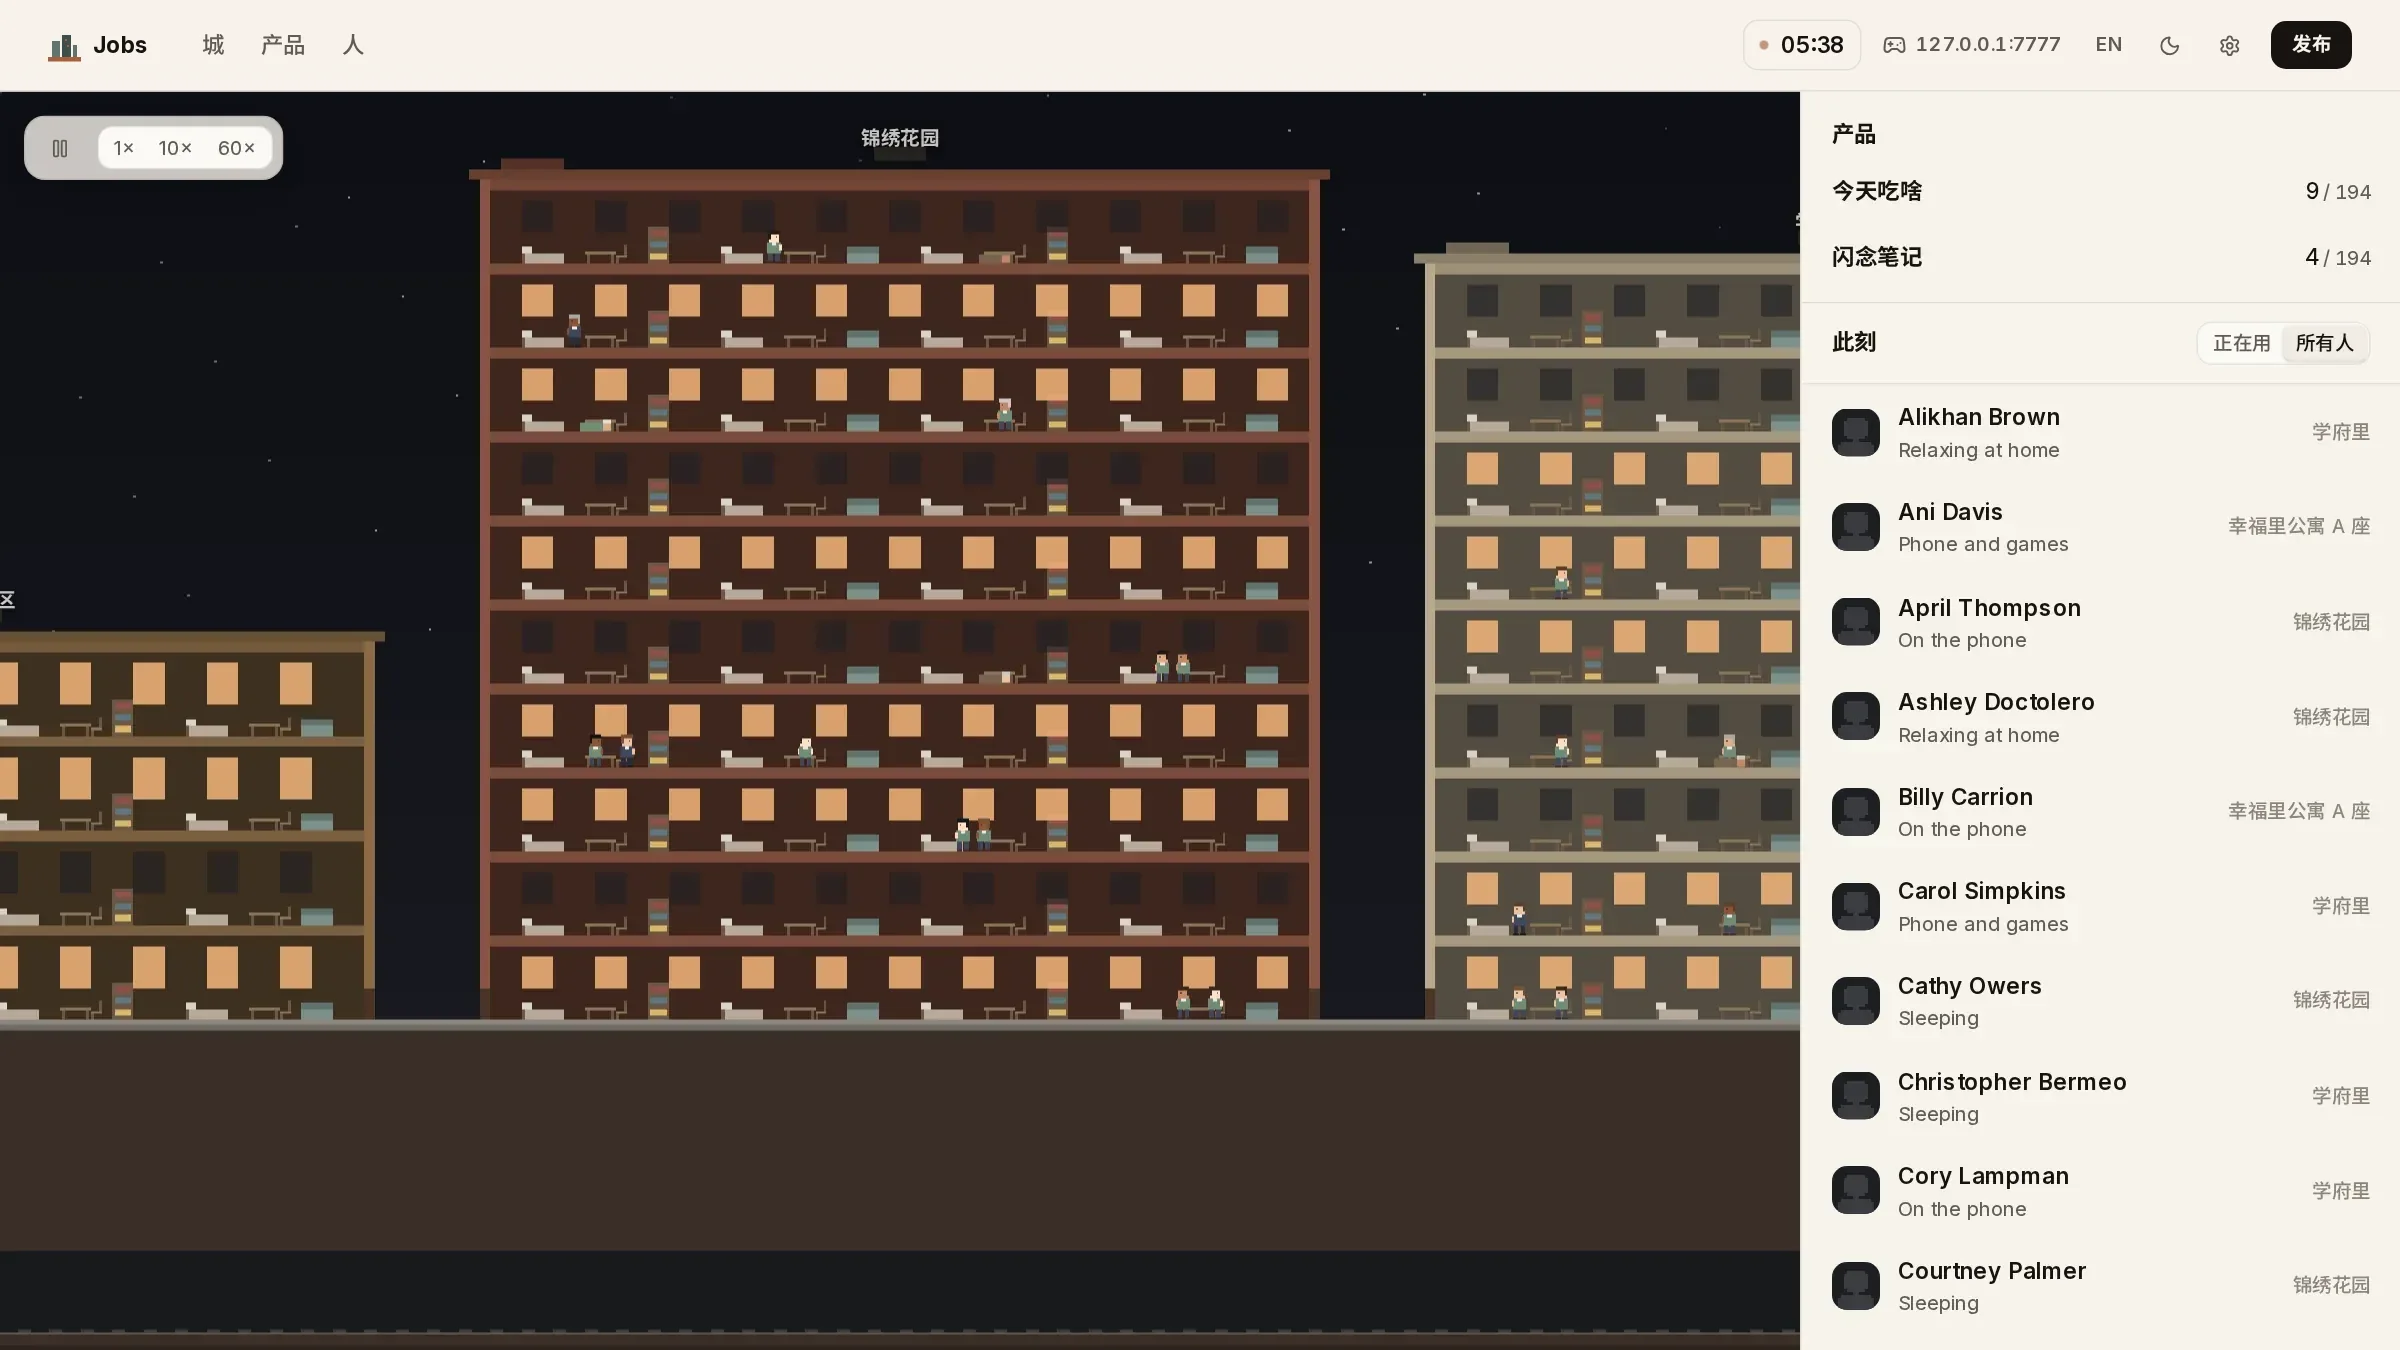 Jobs 城 产品 人 05:38 127.0.0.1:7777 EN 发布
1× 10× 60×
锦绣花园
区
产品
今天吃啥 9 / 194
闪念笔记 4 / 194
此刻 正在用 所有人
Alikhan Brown
Relaxing at home
学府里
Ani Davis
Phone and games
幸福里公寓 A 座
April Thompson
On the phone
锦绣花园
Ashley Doctolero
Relaxing at home
锦绣花园
Billy Carrion
On the phone
幸福里公寓 A 座
Carol Simpkins
Phone and games
学府里
Cathy Owers
Sleeping
锦绣花园
Christopher Bermeo
Sleeping
学府里
Cory Lampman
On the phone
学府里
Courtney Palmer
Sleeping
锦绣花园